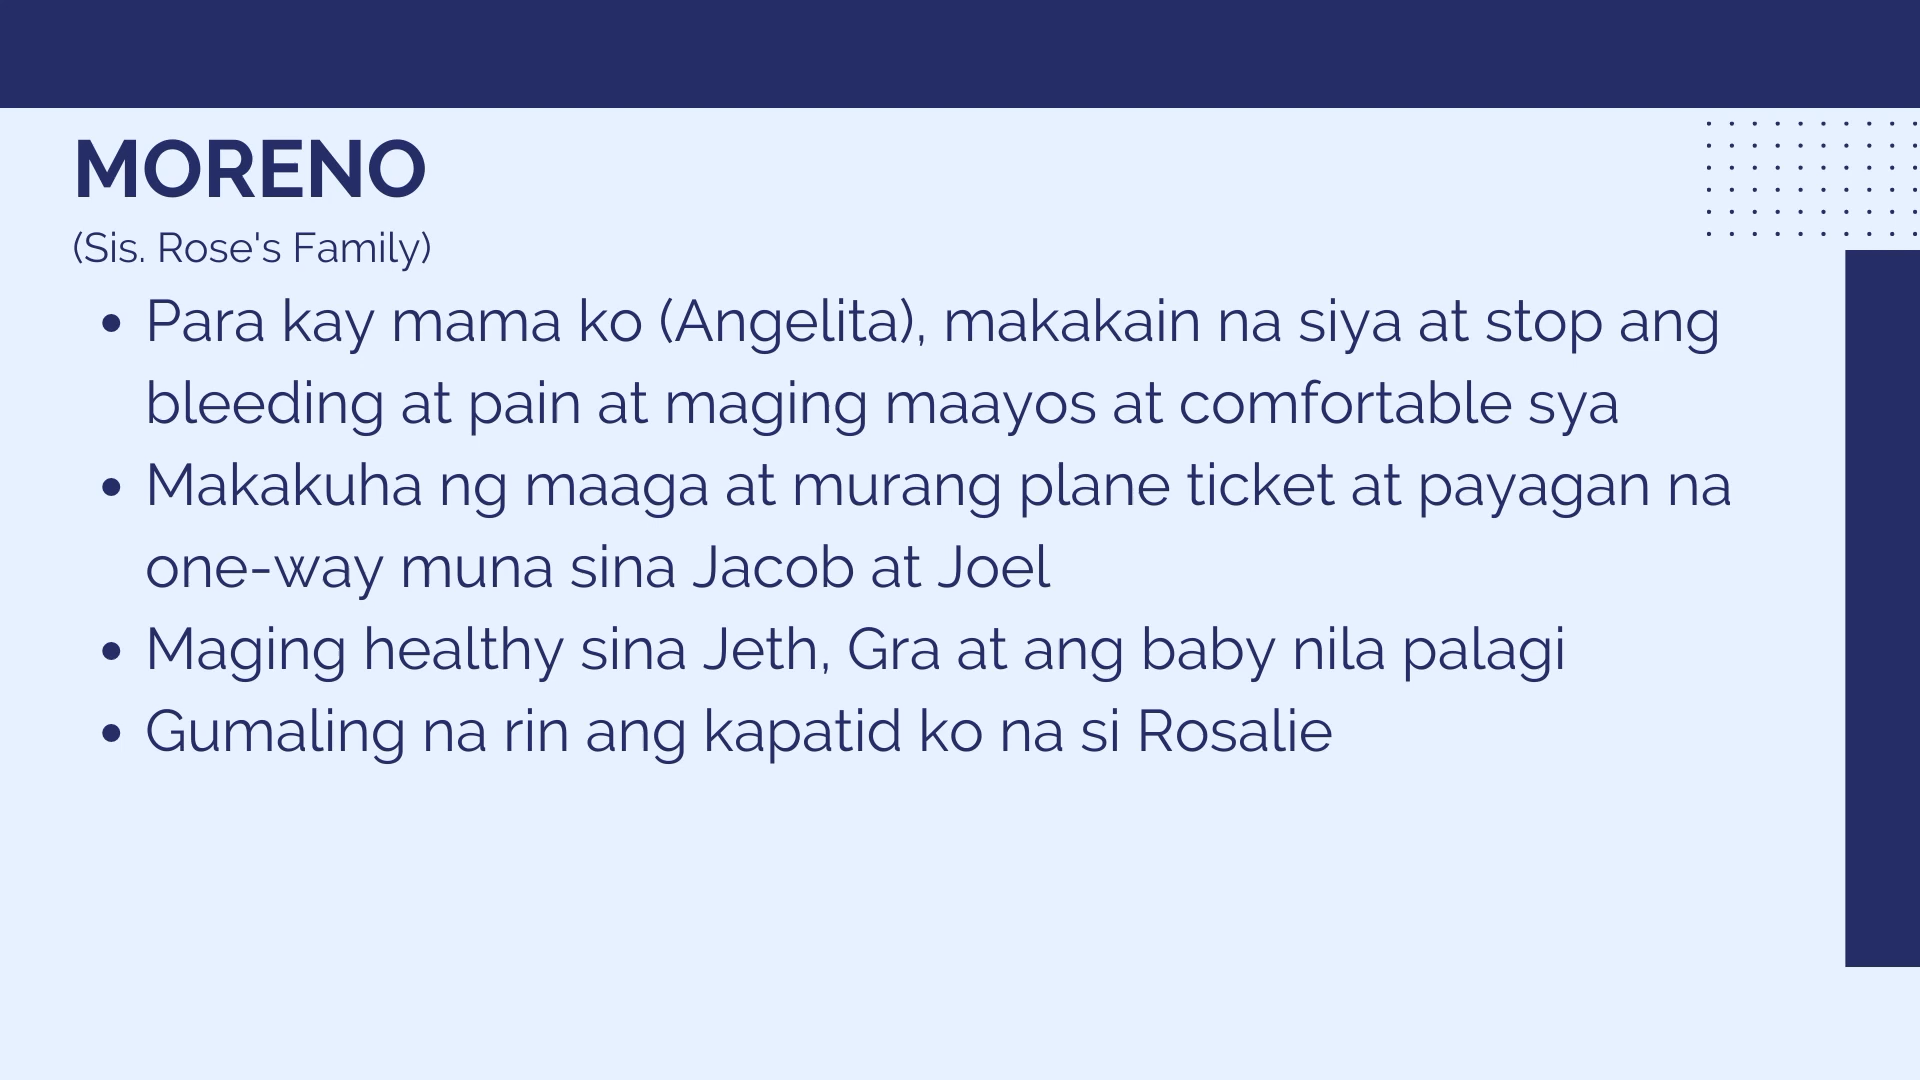 MORENO
(Sis. Rose's Family)
• Para kay mama ko (Angelita), makakain na siya at stop ang
bleeding at pain at maging maayos at comfortable sya
• Makakuha ng maaga at murang plane ticket at payagan na
one-way muna sina Jacob at Joel
• Maging healthy sina Jeth, Gra at ang baby nila palagi
• Gumaling na rin ang kapatid ko na si Rosalie